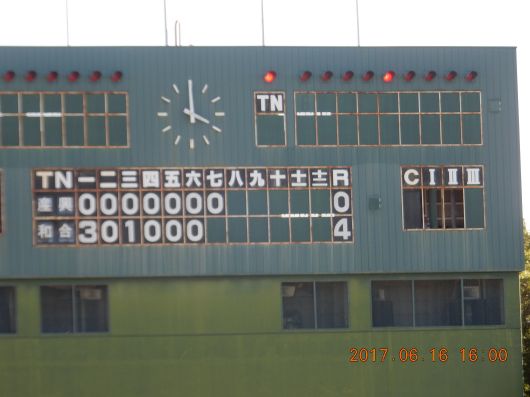 TN
TN 一 二 三 四 五 六 七 八 九 十 士 士 R
産興 0 0 0 0 0 0 0 0
和合 3 0 1 0 0 0 4
C I II III
2017.06.16 16:00